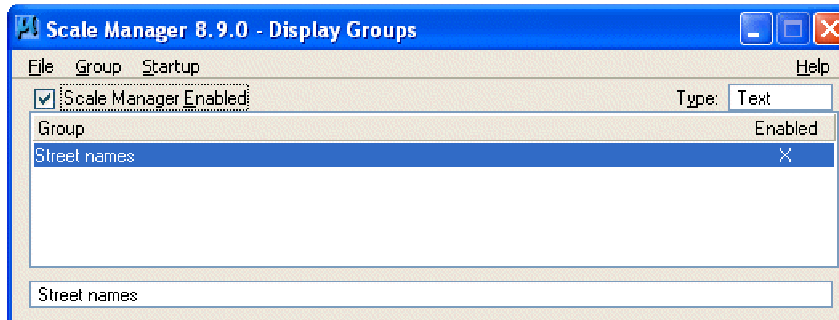 Scale Manager 8.9.0 - Display Groups
File Group Startup Help
Scale Manager Enabled Type: Text
Group Enabled
Street names X
Street names